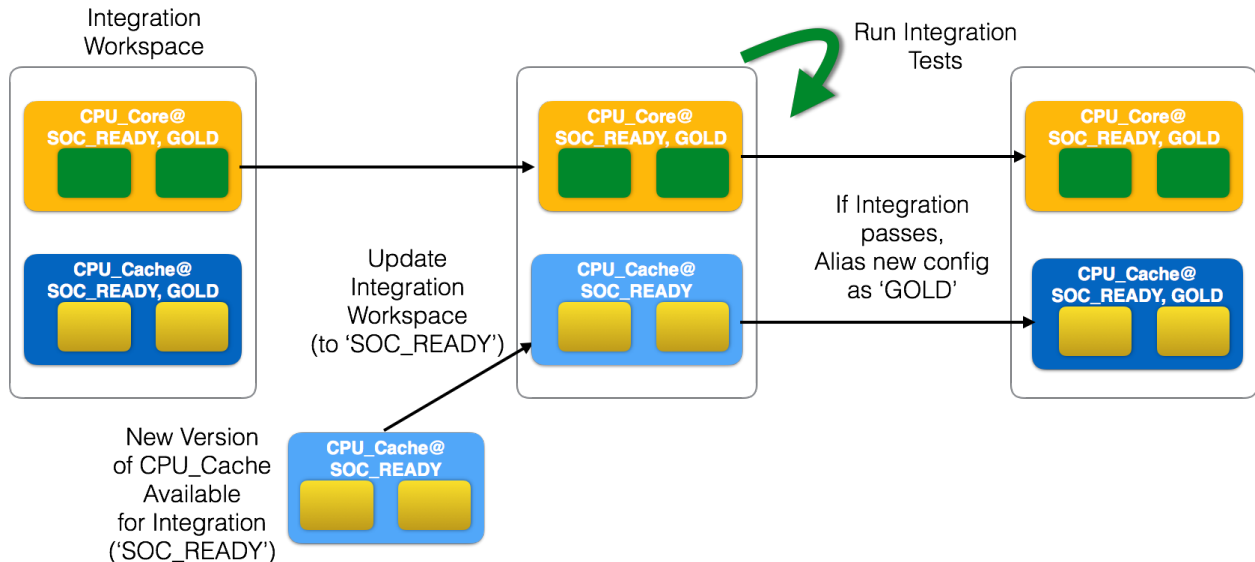 Integration
Workspace
CPU_Core@
SOC_READY, GOLD
CPU_Cache@
SOC_READY, GOLD
Update
Integration
Workspace
(to ‘SOC_READY’)
New Version
of CPU_Cache
Available
for Integration
(‘SOC_READY’)
CPU_Cache@
SOC_READY
CPU_Core@
SOC_READY, GOLD
CPU_Cache@
SOC_READY
Run Integration
Tests
If Integration
passes,
Alias new config
as ‘GOLD’
CPU_Core@
SOC_READY, GOLD
CPU_Cache@
SOC_READY, GOLD